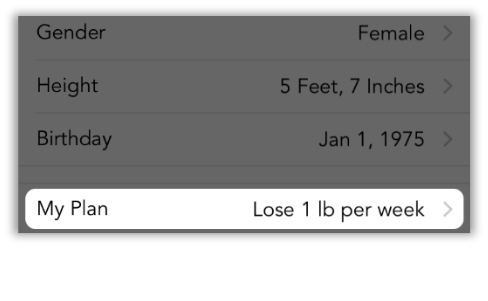 Gender Female
Height 5 Feet, 7 Inches
Birthday Jan 1, 1975
My Plan Lose 1 lb per week